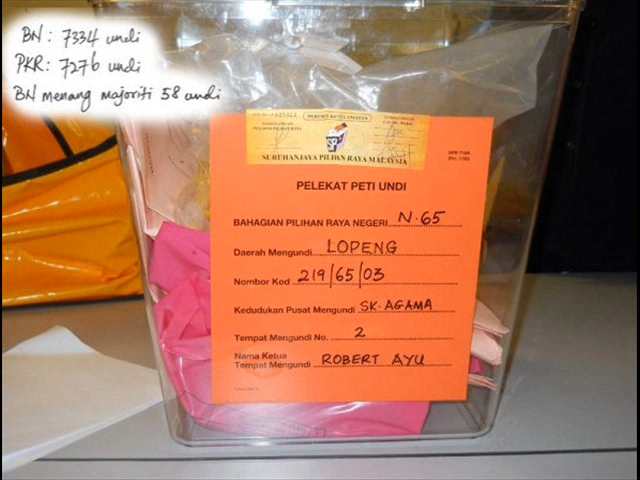 BN: 7334 undi
PKR: 7276 undi
BN menang majoriti 58 undi
SURUHANJAYA PILIHAN RAYA MALAYSIA
PELEKAT PETI UNDI
BAHAGIAN PILIHAN RAYA NEGERI N.65
Daerah Mengundi LOPENG
Nombor Kod 219/65/03
Kedudukan Pusat Mengundi SK. AGAMA
Tempat Mengundi No. 2
Nama Ketua
Tempat Mengundi ROBERT AYU